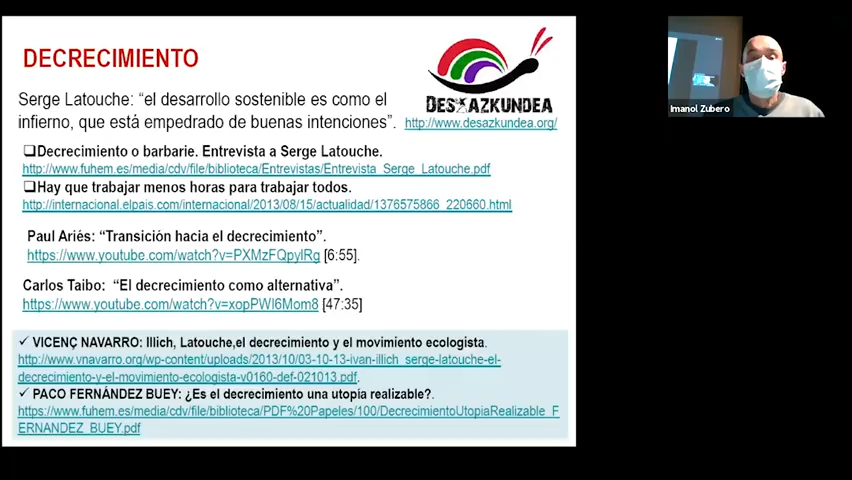 DECRECIMIENTO
Serge Latouche: “el desarrollo sostenible es como el
infierno, que está empedrado de buenas intenciones”.
DESAZKUNDEA
http://www.desazkundea.org/
❑Decrecimiento o barbarie. Entrevista a Serge Latouche.
http://www.fuhem.es/media/cdv/file/biblioteca/Entrevistas/Entrevista_Serge_Latouche.pdf
❑Hay que trabajar menos horas para trabajar todos.
http://internacional.elpais.com/internacional/2013/08/15/actualidad/1376575866_220660.html
Paul Ariés: “Transición hacia el decrecimiento”.
https://www.youtube.com/watch?v=PXMzFQpylRg [6:55].
Carlos Taibo: “El decrecimiento como alternativa”.
https://www.youtube.com/watch?v=xopPWI6Mom8 [47:35]
✓ VICENÇ NAVARRO: Illich, Latouche,el decrecimiento y el movimiento ecologista.
http://www.vnavarro.org/wp-content/uploads/2013/10/03-10-13-ivan-illich_serge-latouche-el-
decrecimiento-y-el-movimiento-ecologista-v0160-def-021013.pdf.
✓ PACO FERNÁNDEZ BUEY: ¿Es el decrecimiento una utopía realizable?.
https://www.fuhem.es/media/cdv/file/biblioteca/PDF%20Papeles/100/DecrecimientoUtopiaRealizable_F
ERNANDEZ_BUEY.pdf
Imanol Zubero